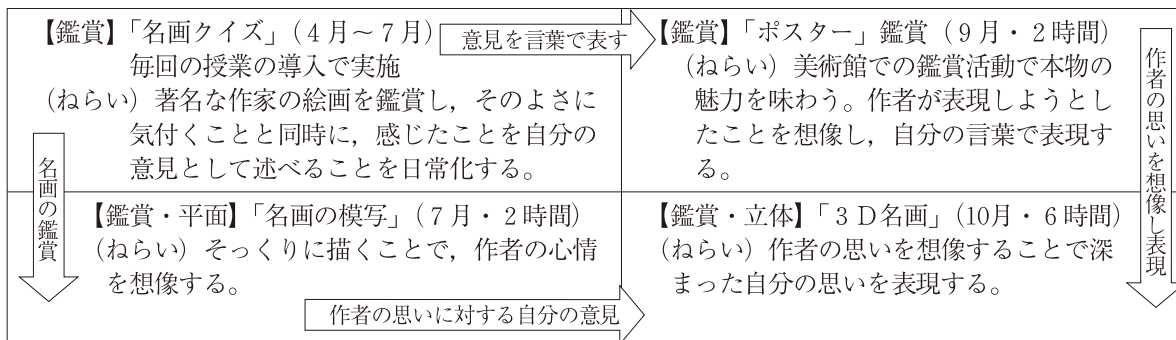 【鑑賞】「名画クイズ」（４月～７月）
毎回の授業の導入で実施
（ねらい）著名な作家の絵画を鑑賞し，そのよさに
気付くことと同時に，感じたことを自分の
意見として述べることを日常化する。
意見を言葉で表す
【鑑賞】「ポスター」鑑賞（９月・２時間）
（ねらい）美術館での鑑賞活動で本物の
魅力を味わう。作者が表現しようとし
たことを想像し，自分の言葉で表現す
る。
作者の思いを想像し表現
名画の鑑賞
【鑑賞・平面】「名画の模写」（７月・２時間）
（ねらい）そっくりに描くことで，作者の心情
を想像する。
作者の思いに対する自分の意見
【鑑賞・立体】「３Ｄ名画」（10月・６時間）
（ねらい）作者の思いを想像することで深
まった自分の思いを表現する。